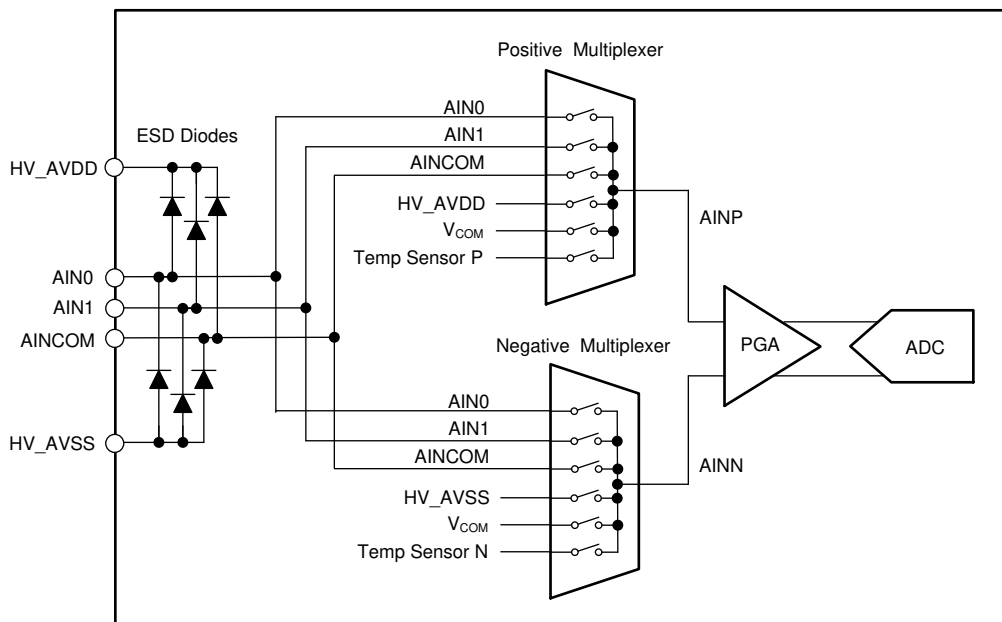 Positive Multiplexer
AIN0
AIN1
AINCOM
HV_AVDD
VCOM
Temp Sensor P
ESD Diodes
HV_AVDD
AIN0
AIN1
AINCOM
HV_AVSS
AINP
Negative Multiplexer
AIN0
AIN1
AINCOM
HV_AVSS
VCOM
Temp Sensor N
AINN
PGA
ADC